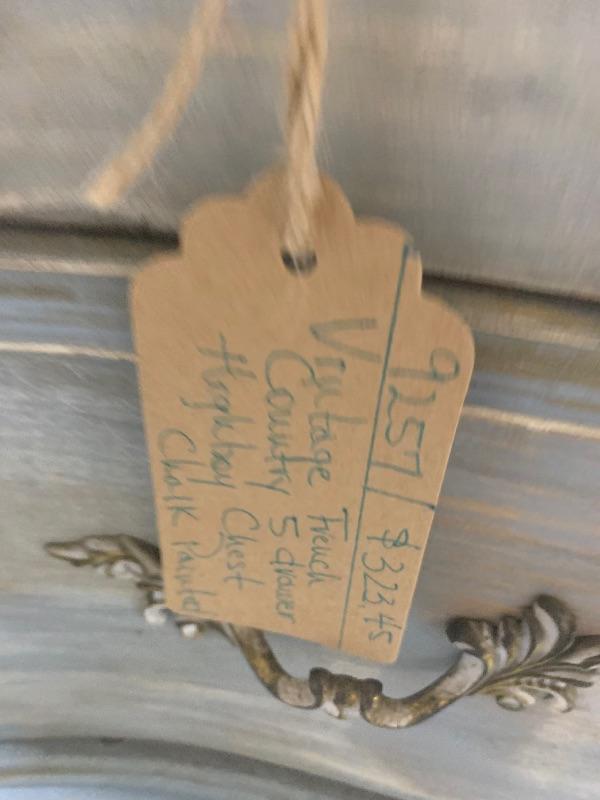 9257/ $323.45
Vintage French
Country 5 drawer
Highboy Chest
Chalk Painted